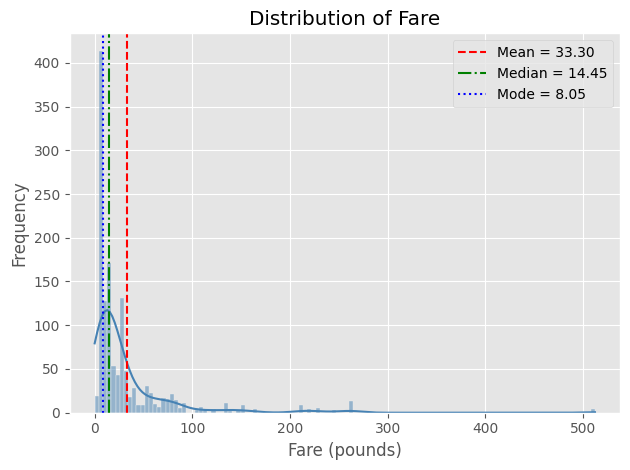 Distribution of Fare
Mean = 33.30
Median = 14.45
Mode = 8.05
Frequency
400
350
300
250
200
150
100
50
0
0 100 200 300 400 500
Fare (pounds)